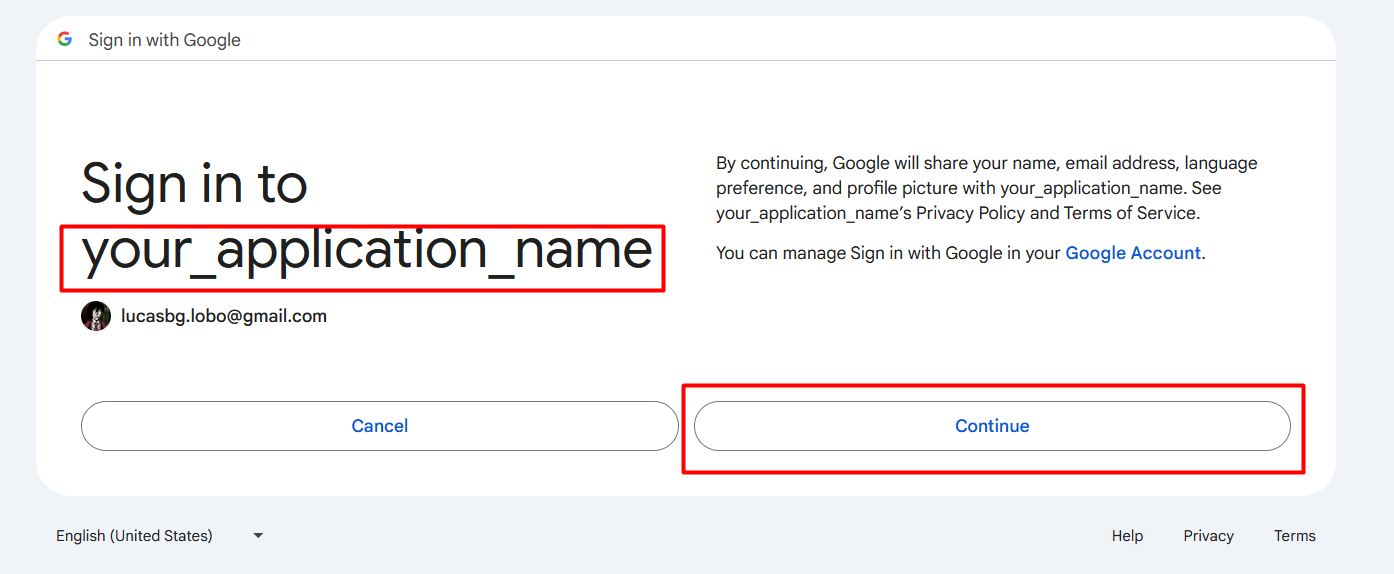 Sign in with Google
Sign in to
your_application_name
lucasbg.lobo@gmail.com
By continuing, Google will share your name, email address, language
preference, and profile picture with your_application_name. See
your_application_name’s Privacy Policy and Terms of Service.
You can manage Sign in with Google in your Google Account.
Cancel
Continue
English (United States)
Help
Privacy
Terms